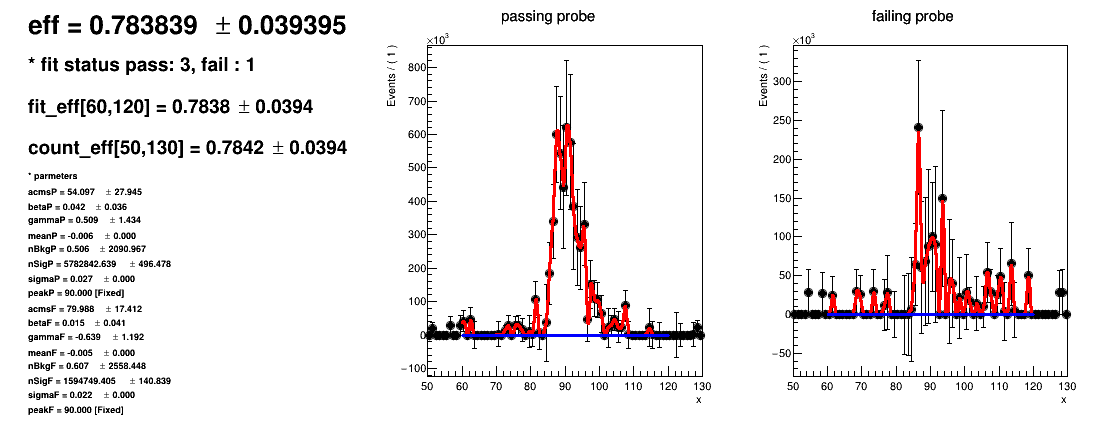 eff = 0.783839 ± 0.039395
* fit status pass: 3, fail : 1
fit_eff[60,120] = 0.7838 ± 0.0394
count_eff[50,130] = 0.7842 ± 0.0394
* parmeters
acmsP = 54.097 ± 27.945
betaP = 0.042 ± 0.036
gammaP = 0.509 ± 1.434
meanP = -0.006 ± 0.000
nBkgP = 0.506 ± 2090.967
nSigP = 5782842.639 ± 496.478
sigmaP = 0.027 ± 0.000
peakP = 90.000 [Fixed]
acmsF = 79.988 ± 17.412
betaF = 0.015 ± 0.041
gammaF = -0.639 ± 1.192
meanF = -0.005 ± 0.000
nBkgF = 0.607 ± 2558.448
nSigF = 1594749.405 ± 140.839
sigmaF = 0.022 ± 0.000
peakF = 90.000 [Fixed]
passing probe
×10³
Events / ( 1 )
800
700
600
500
400
300
200
100
0
−100
50 60 70 80 90 100 110 120 130
x
failing probe
×10³
Events / ( 1 )
350
300
250
200
150
100
50
0
−50
50 60 70 80 90 100 110 120 130
x